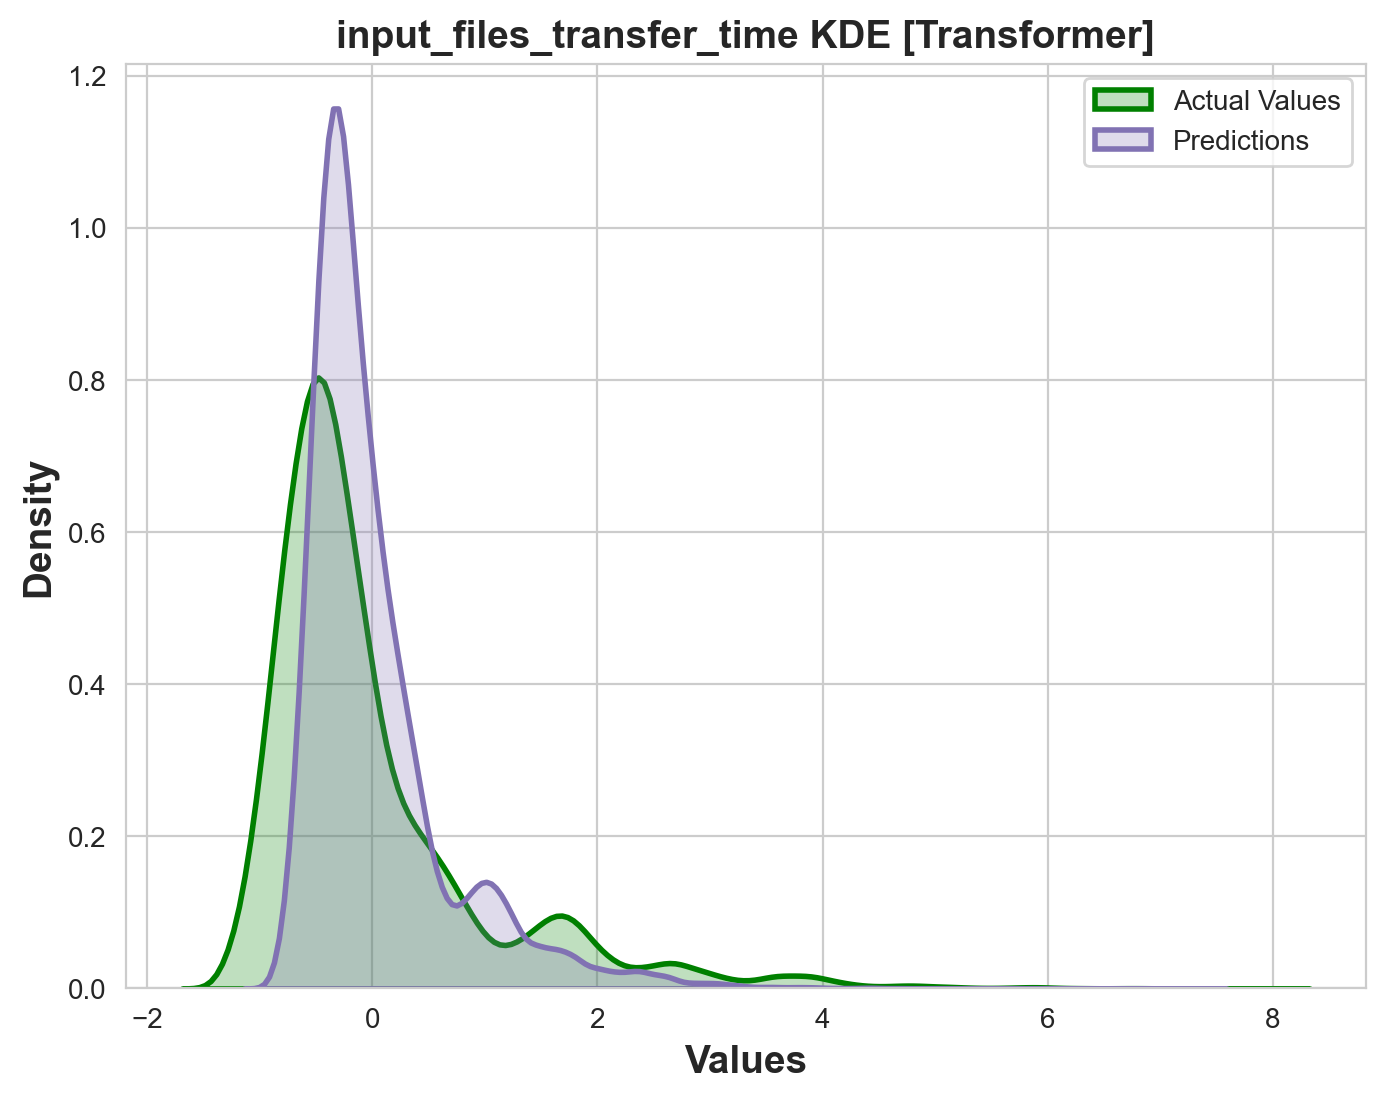 input_files_transfer_time KDE [Transformer]
Actual Values
Predictions
1.2
1.0
0.8
0.6
0.4
0.2
0.0
Density
−2
0
2
4
6
8
Values